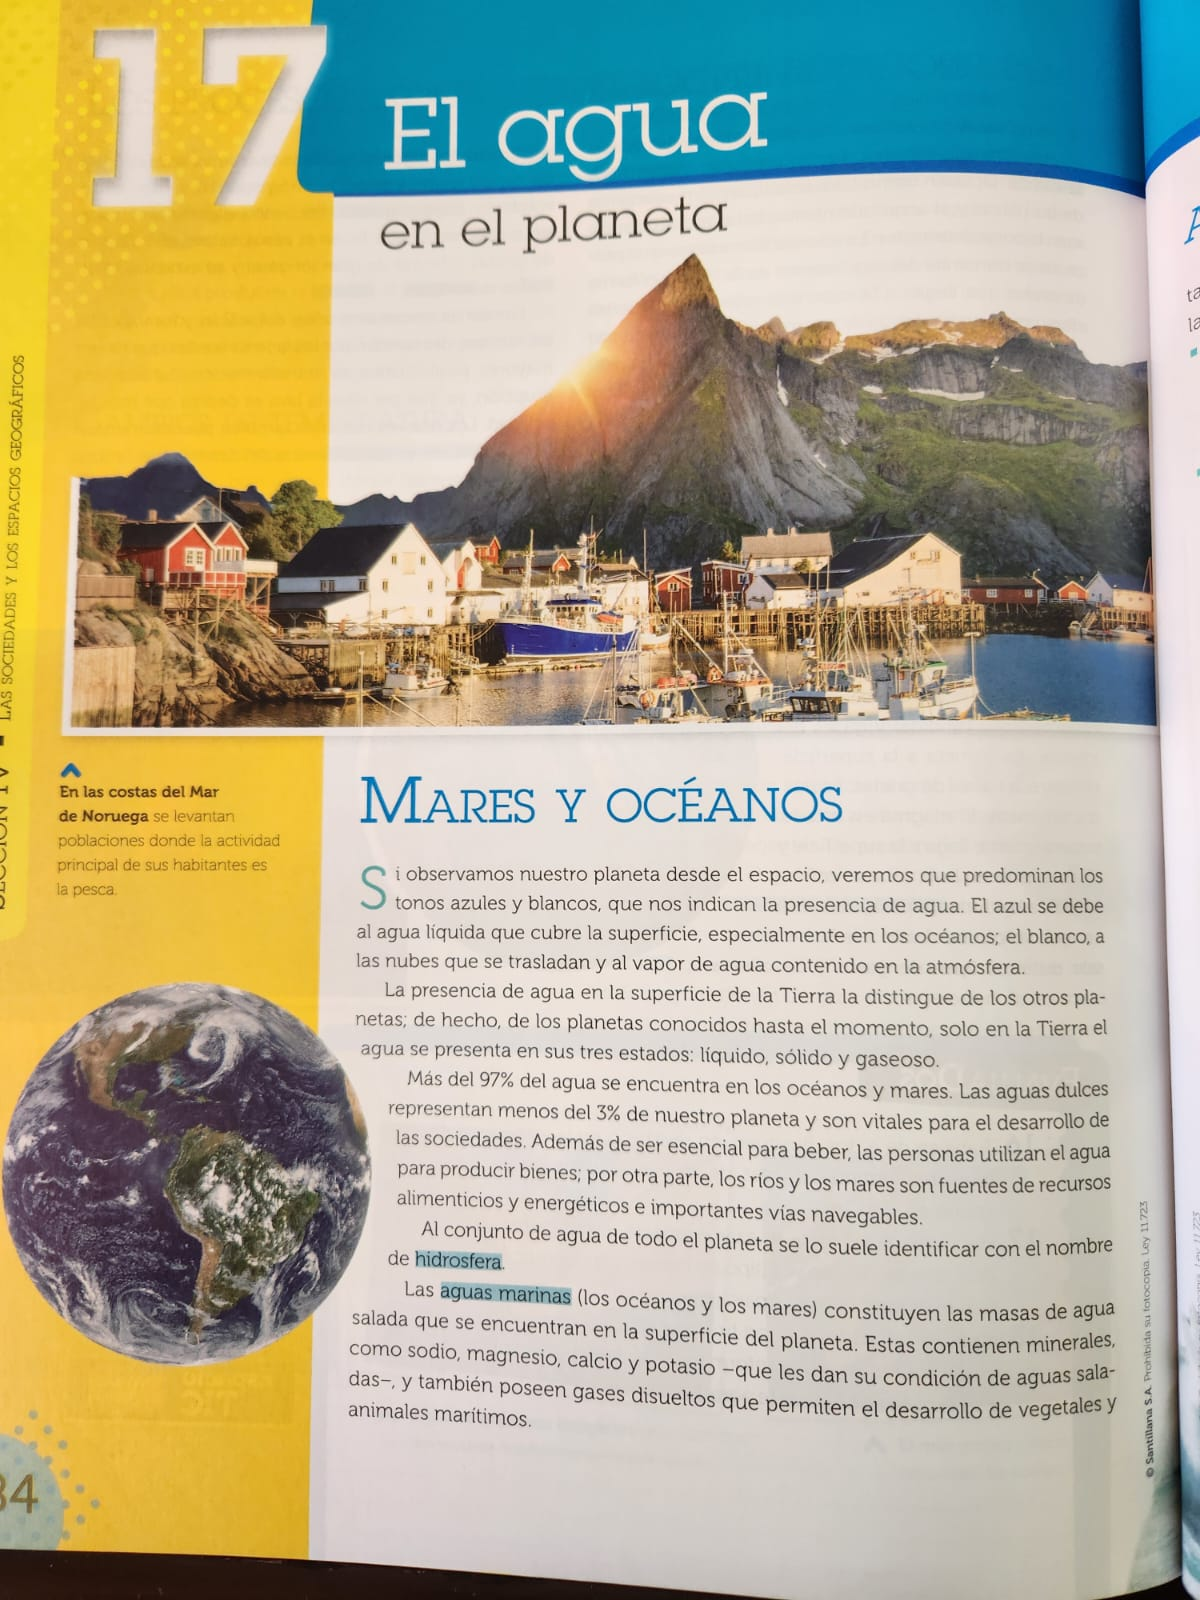 17
El agua
en el planeta
LAS SOCIEDADES Y LOS ESPACIOS GEOGRÁFICOS
En las costas del Mar
de Noruega se levantan
poblaciones donde la actividad
principal de sus habitantes es
la pesca.
MARES Y OCÉANOS
Si observamos nuestro planeta desde el espacio, veremos que predominan los
tonos azules y blancos, que nos indican la presencia de agua. El azul se debe
al agua líquida que cubre la superficie, especialmente en los océanos; el blanco, a
las nubes que se trasladan y al vapor de agua contenido en la atmósfera.
La presencia de agua en la superficie de la Tierra la distingue de los otros pla-
netas; de hecho, de los planetas conocidos hasta el momento, solo en la Tierra el
agua se presenta en sus tres estados: líquido, sólido y gaseoso.
Más del 97% del agua se encuentra en los océanos y mares. Las aguas dulces
representan menos del 3% de nuestro planeta y son vitales para el desarrollo de
las sociedades. Además de ser esencial para beber, las personas utilizan el agua
para producir bienes; por otra parte, los ríos y los mares son fuentes de recursos
alimenticios y energéticos e importantes vías navegables.
Al conjunto de agua de todo el planeta se lo suele identificar con el nombre
de hidrosfera.
Las aguas marinas (los océanos y los mares) constituyen las masas de agua
salada que se encuentran en la superficie del planeta. Estas contienen minerales,
como sodio, magnesio, calcio y potasio –que les dan su condición de aguas sala-
das–, y también poseen gases disueltos que permiten el desarrollo de vegetales y
animales marítimos.
© Santillana S.A. Prohibida su fotocopia. Ley 11.723